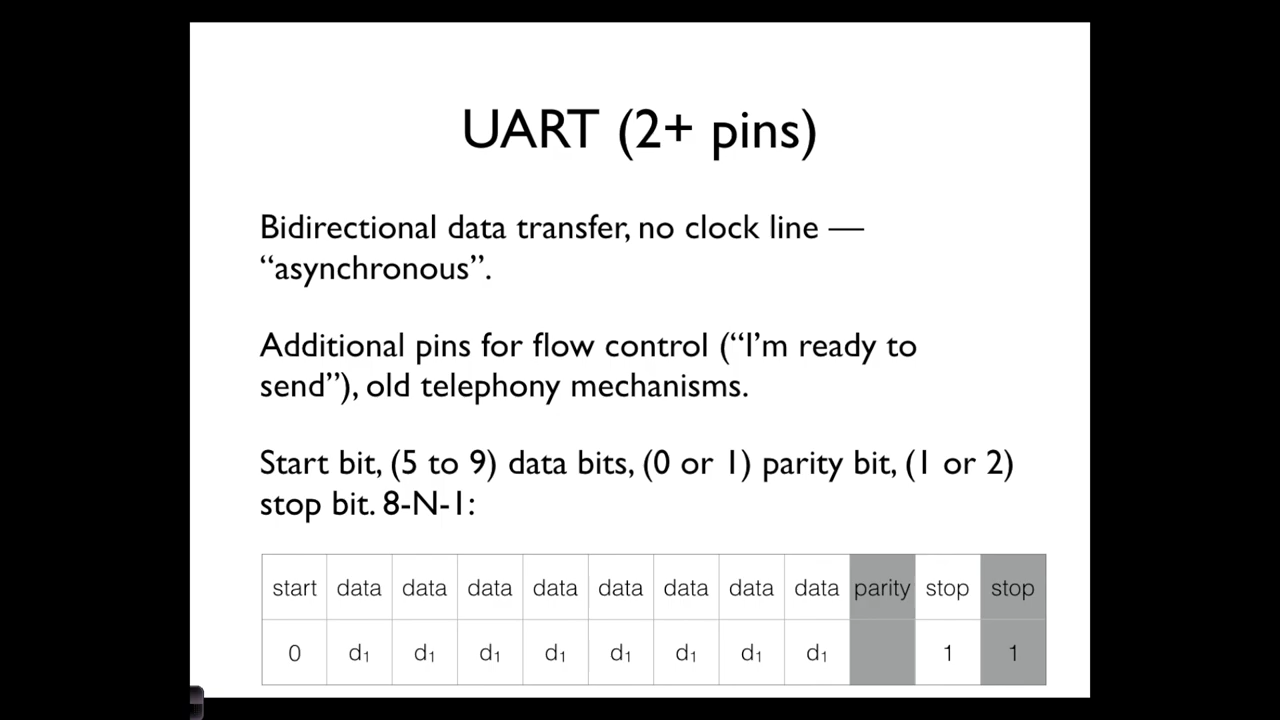 UART (2+ pins)
Bidirectional data transfer, no clock line —
“asynchronous”.
Additional pins for flow control (“I’m ready to
send”), old telephony mechanisms.
Start bit, (5 to 9) data bits, (0 or 1) parity bit, (1 or 2)
stop bit. 8-N-1:
start data data data data data data data data parity stop stop
0 d₁ d₁ d₁ d₁ d₁ d₁ d₁ d₁ 1 1